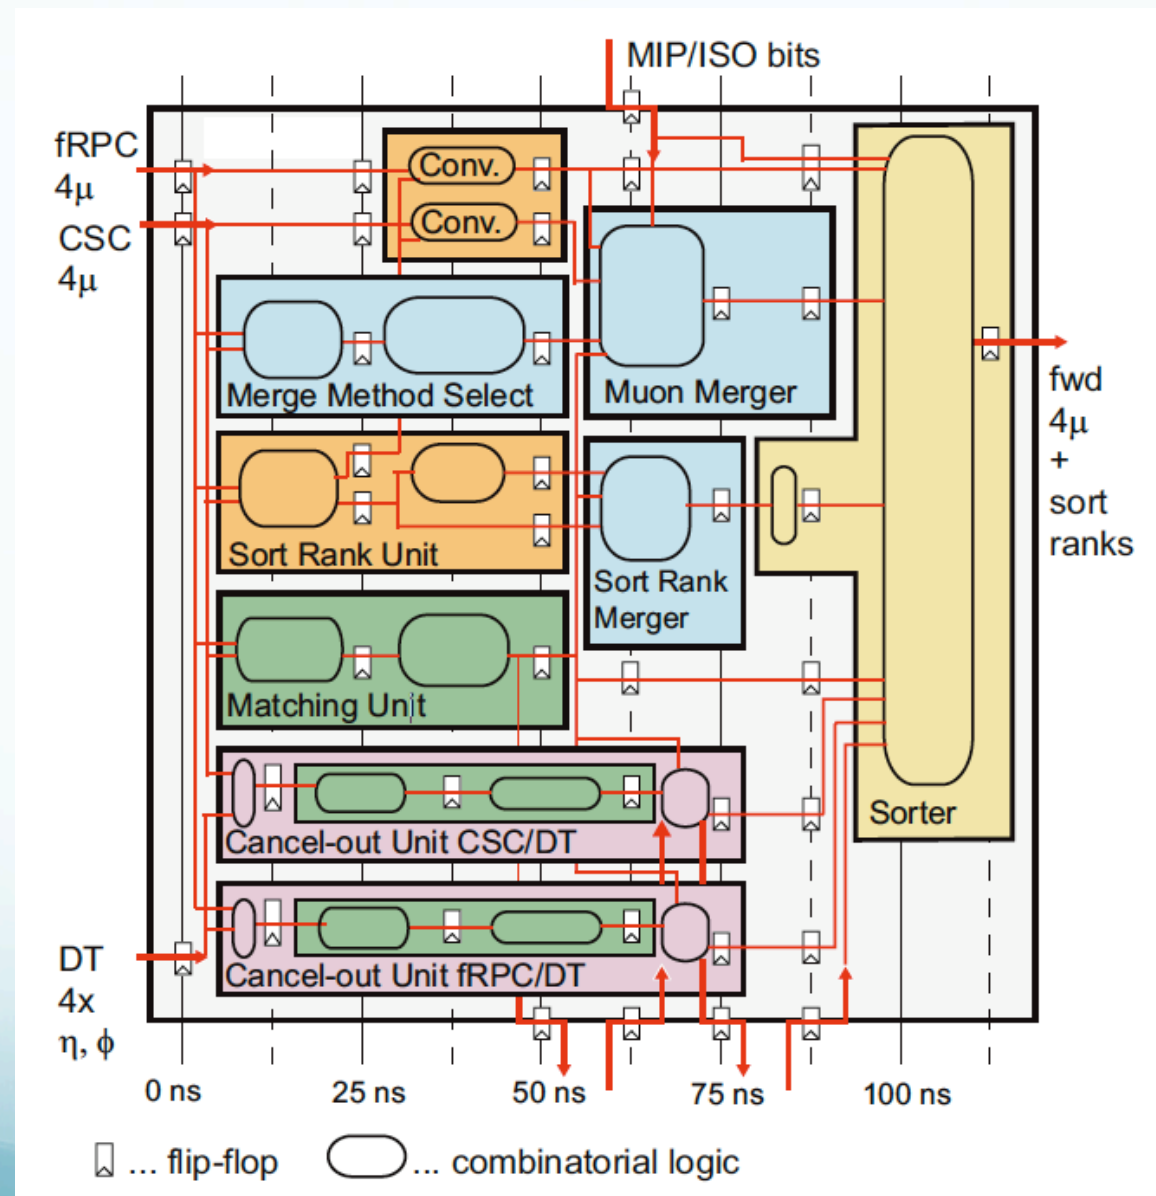 MIP/ISO bits
fRPC
4μ
CSC
4μ
Conv.
Conv.
Merge Method Select
Muon Merger
fwd
4μ
+
sort
ranks
Sort Rank Unit
Sort Rank
Merger
Matching Unit
Sorter
Cancel-out Unit CSC/DT
Cancel-out Unit fRPC/DT
DT
4x
η, ϕ
0 ns
25 ns
50 ns
75 ns
100 ns
... flip-flop
... combinatorial logic